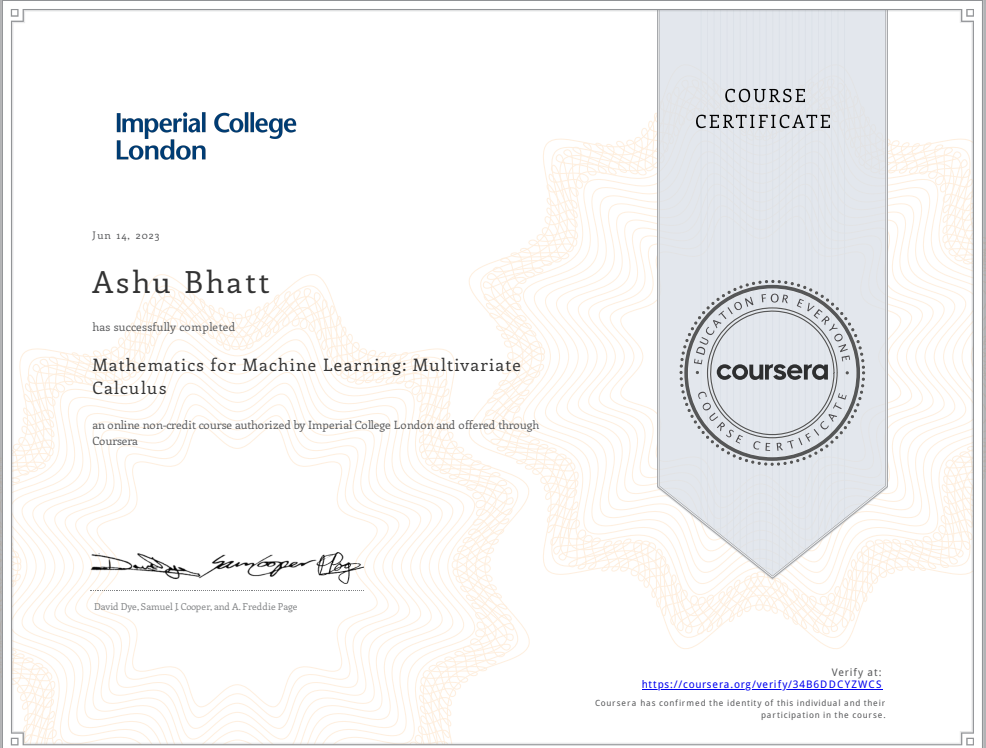 Imperial College
London
COURSE
CERTIFICATE
Jun 14, 2023
Ashu Bhatt
has successfully completed
Mathematics for Machine Learning: Multivariate
Calculus
an online non-credit course authorized by Imperial College London and offered through
Coursera
EDUCATION FOR EVERYONE
coursera
COURSE CERTIFICATE
David Dye, Samuel J. Cooper, and A. Freddie Page
Verify at:
https://coursera.org/verify/34B6DDCYZWCS
Coursera has confirmed the identity of this individual and their
participation in the course.